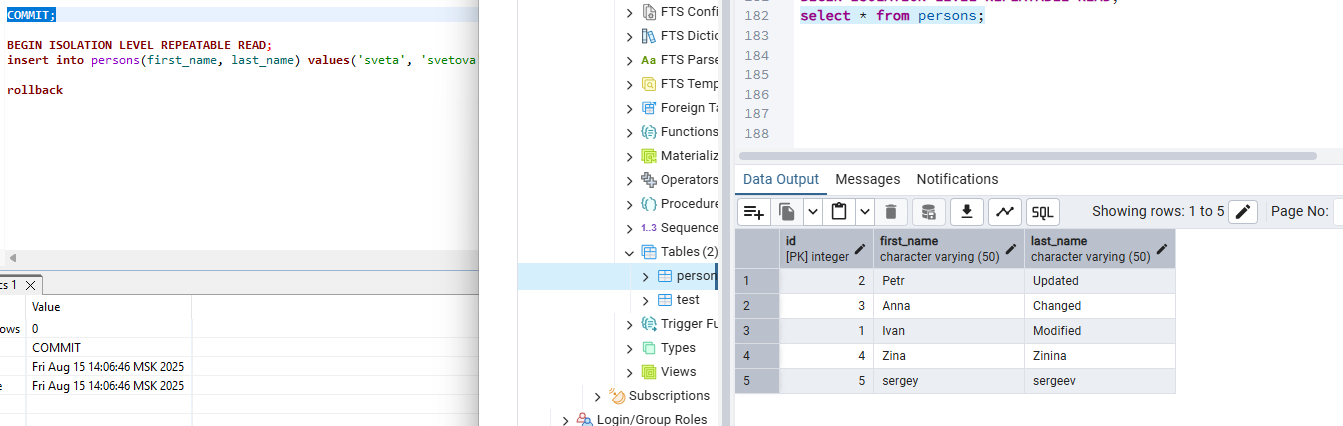 COMMIT;
BEGIN ISOLATION LEVEL REPEATABLE READ;
insert into persons(first_name, last_name) values('sveta', 'svetova
rollback
s 1
Value
ows 0
COMMIT
Fri Aug 15 14:06:46 MSK 2025
e Fri Aug 15 14:06:46 MSK 2025
FTS Confi
FTS Dictic
Aa FTS Parse
FTS Temp
Foreign Ta
Functions
Materializ
Operators
Procedure
1..3 Sequence
Tables (2)
person
test
Trigger Fu
Types
Views
Subscriptions
Login/Group Roles
182 select * from persons;
183
184
185
186
187
188
Data Output Messages Notifications
SQL Showing rows: 1 to 5 Page No:
id first_name last_name
[PK] integer character varying (50) character varying (50)
1 2 Petr Updated
2 3 Anna Changed
3 1 Ivan Modified
4 4 Zina Zinina
5 5 sergey sergeev